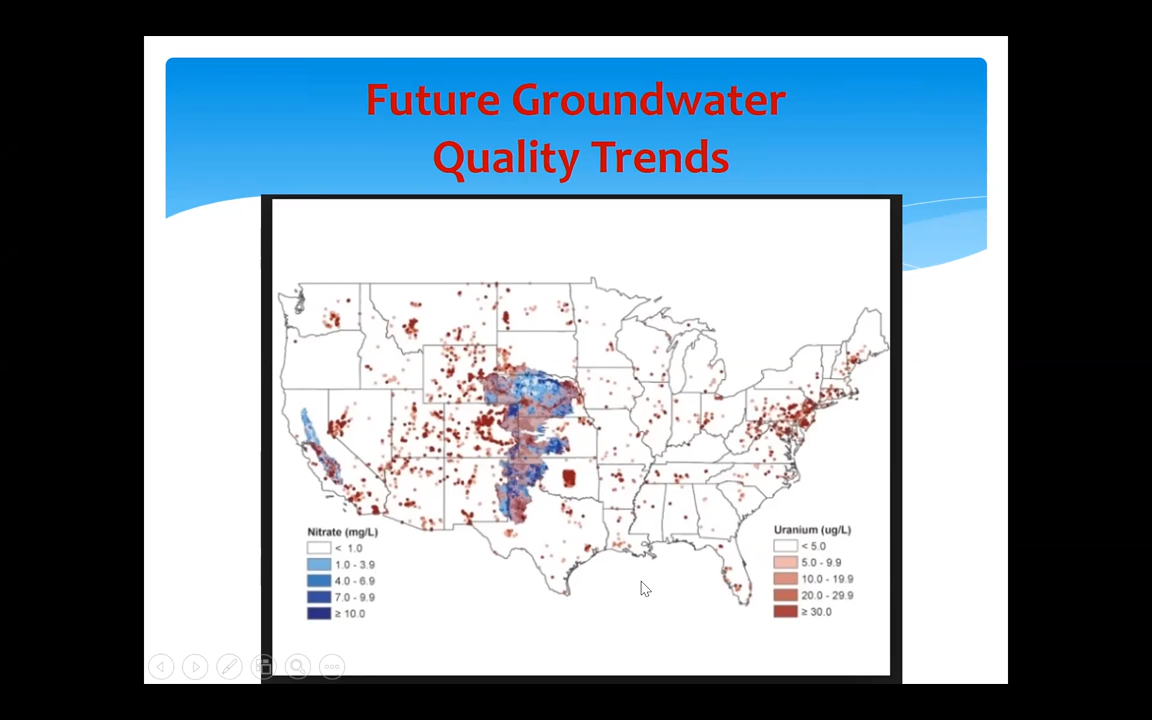 Future Groundwater
Quality Trends
Nitrate (mg/L)
< 1.0
1.0 - 3.9
4.0 - 6.9
7.0 - 9.9
≥ 10.0
Uranium (ug/L)
< 5.0
5.0 - 9.9
10.0 - 19.9
20.0 - 29.9
≥ 30.0